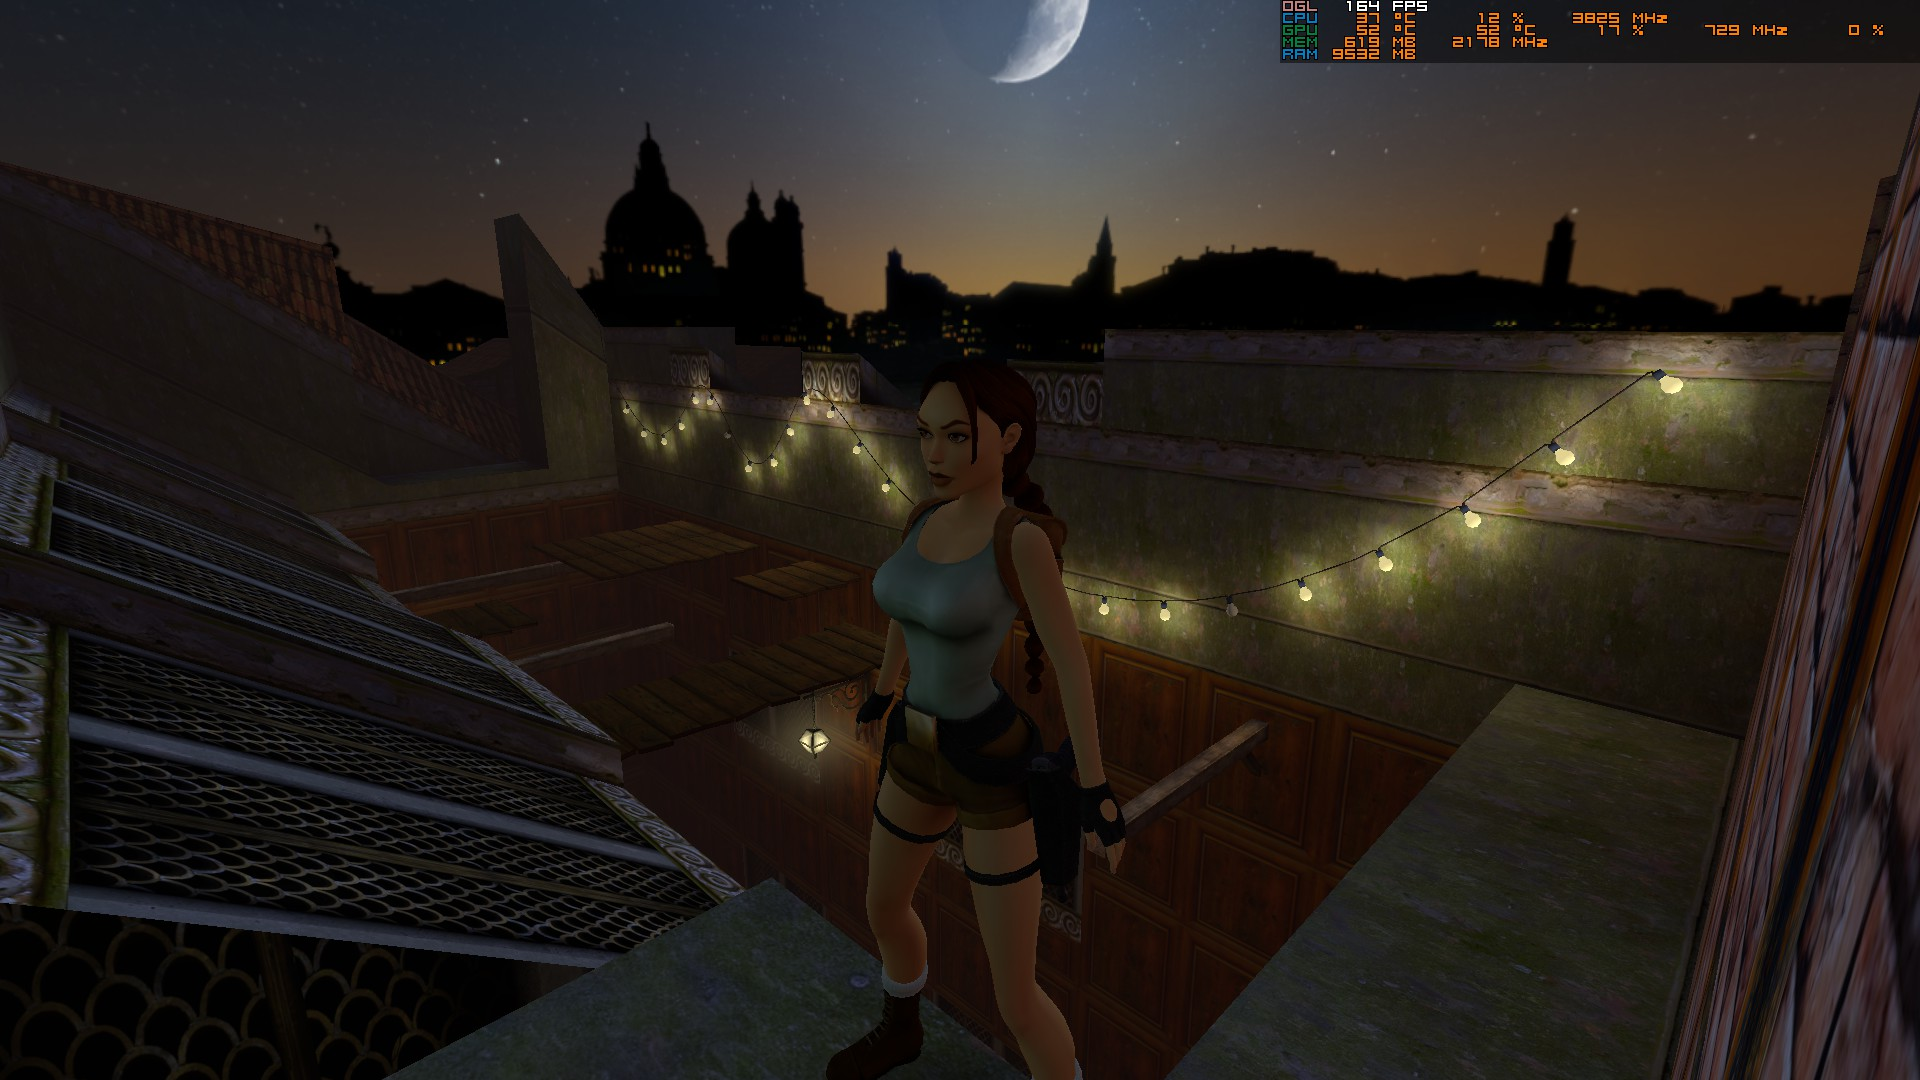 OGL 164 FPS
CPU 37 °C 12 % 3825 MHz
GPU 52 °C 52 °C 17 % 729 MHz 0 %
MEM 619 MB 2178 MHz
RAM 9532 MB